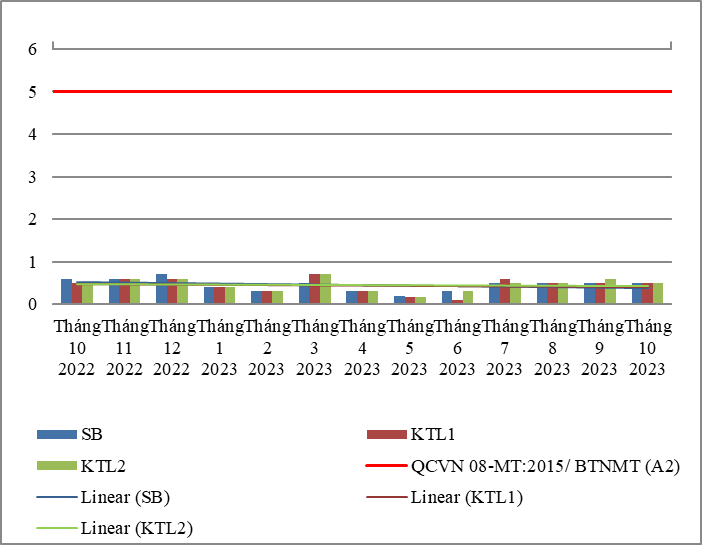 6
5
4
3
2
1
0
Tháng Tháng Tháng Tháng Tháng Tháng Tháng Tháng Tháng Tháng Tháng Tháng Tháng
10 11 12 1 2 3 4 5 6 7 8 9 10
2022 2022 2022 2023 2023 2023 2023 2023 2023 2023 2023 2023 2023
SB KTL1
KTL2 QCVN 08-MT:2015/ BTNMT (A2)
Linear (SB) Linear (KTL1)
Linear (KTL2)